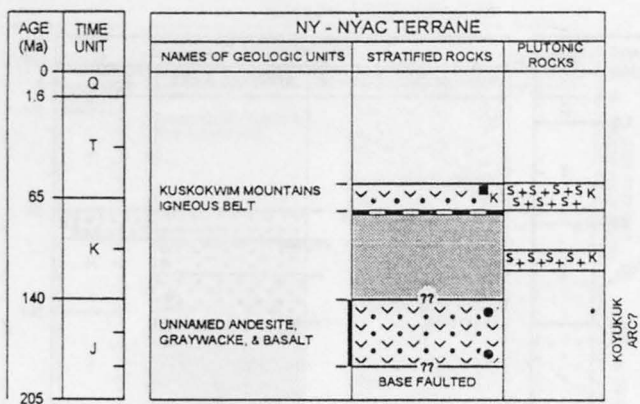 AGE
(Ma)
TIME
UNIT
NY - NYAC TERRANE
NAMES OF GEOLOGIC UNITS
STRATIFIED ROCKS
PLUTONIC
ROCKS
0
Q
1.6
T
KUSKOKWIM MOUNTAINS
IGNEOUS BELT
K
S+S+S+S K
S+S+S+
65
K
S+S+S+S K
140
??
UNNAMED ANDESITE,
GRAYWACKE, & BASALT
J
KOYUKUK
ARC?
??
BASE FAULTED
205